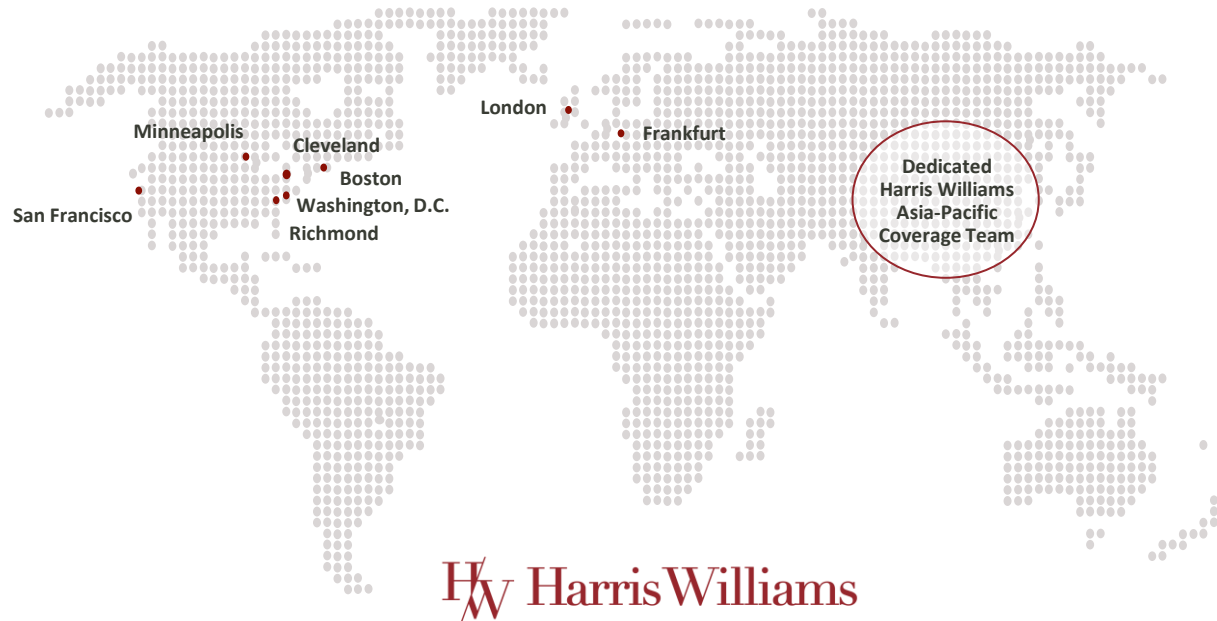 London
Minneapolis
Frankfurt
Cleveland
Boston
San Francisco
Washington, D.C.
Richmond
Dedicated
Harris Williams
Asia-Pacific
Coverage Team
HW Harris Williams